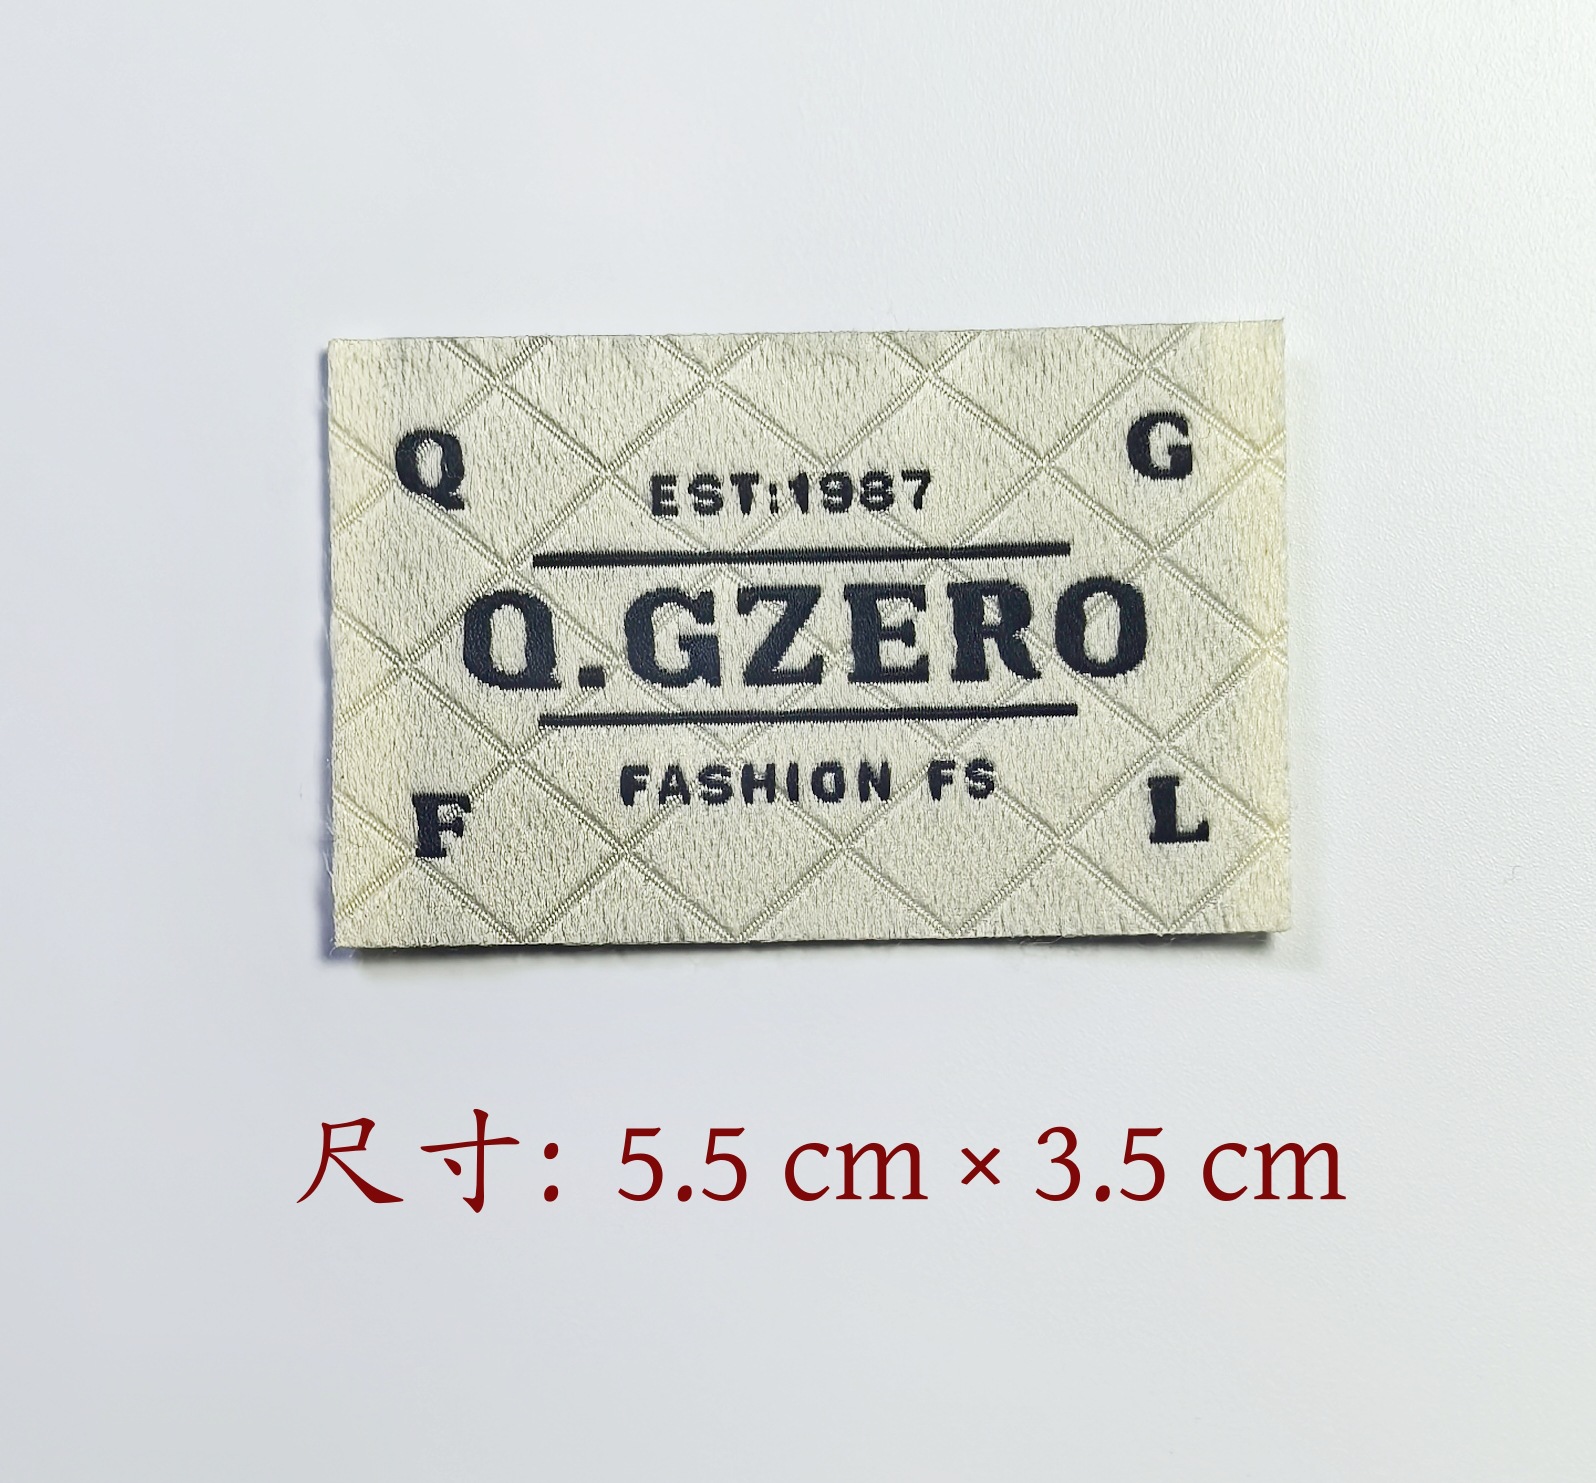 Q G
EST:1987
Q.GZERO
FASHION FS
F L
尺寸: 5.5 cm × 3.5 cm